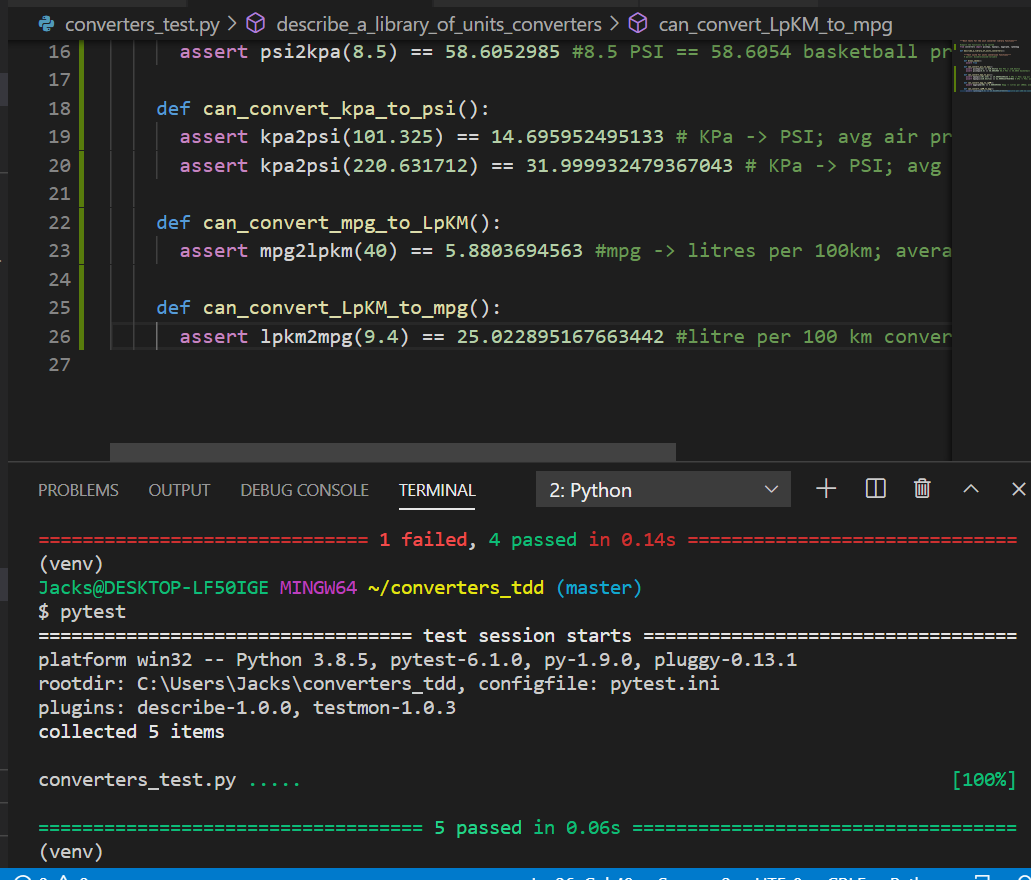 converters_test.py > describe_a_library_of_units_converters > can_convert_LpKM_to_mpg
16 assert psi2kpa(8.5) == 58.6052985 #8.5 PSI == 58.6054 basketball pr
17
18 def can_convert_kpa_to_psi():
19 assert kpa2psi(101.325) == 14.695952495133 # KPa -> PSI; avg air pr
20 assert kpa2psi(220.631712) == 31.999932479367043 # KPa -> PSI; avg
21
22 def can_convert_mpg_to_LpKM():
23 assert mpg2lpkm(40) == 5.8803694563 #mpg -> litres per 100km; avera
24
25 def can_convert_LpKM_to_mpg():
26 assert lpkm2mpg(9.4) == 25.022895167663442 #litre per 100 km conver
27
PROBLEMS OUTPUT DEBUG CONSOLE TERMINAL 2: Python
============================== 1 failed, 4 passed in 0.14s ==============================
(venv)
Jacks@DESKTOP-LF50IGE MINGW64 ~/converters_tdd (master)
$ pytest
================================== test session starts ==================================
platform win32 -- Python 3.8.5, pytest-6.1.0, py-1.9.0, pluggy-0.13.1
rootdir: C:\Users\Jacks\converters_tdd, configfile: pytest.ini
plugins: describe-1.0.0, testmon-1.0.3
collected 5 items
converters_test.py ..... [100%]
=================================== 5 passed in 0.06s ===================================
(venv)